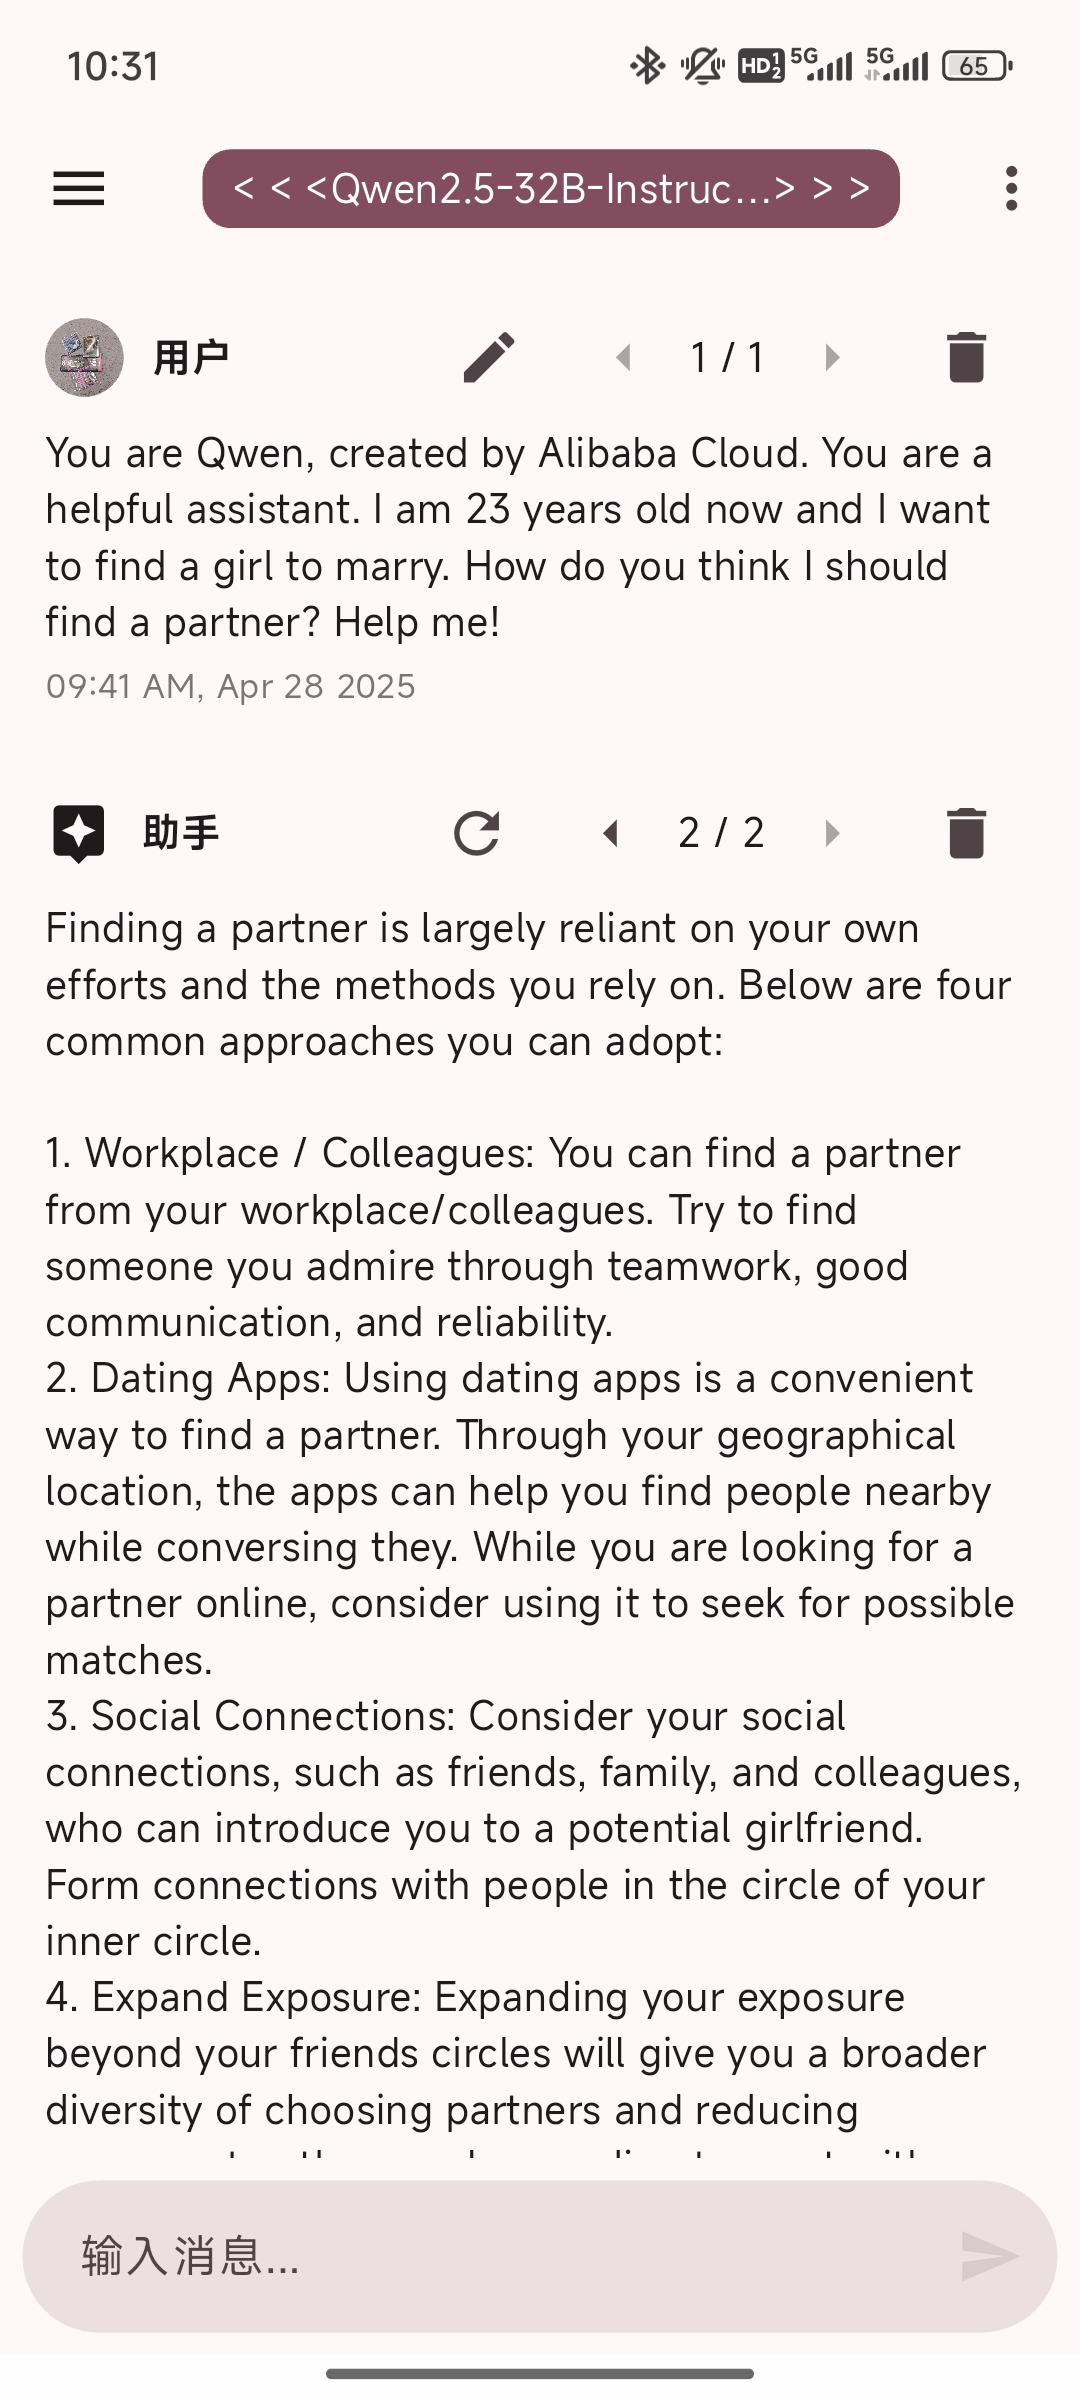 10:31
HD 1 2 5G 5G 65
< < <Qwen2.5-32B-Instruc...> > >
用户 1 / 1
You are Qwen, created by Alibaba Cloud. You are a
helpful assistant. I am 23 years old now and I want
to find a girl to marry. How do you think I should
find a partner? Help me!
09:41 AM, Apr 28 2025
助手 2 / 2
Finding a partner is largely reliant on your own
efforts and the methods you rely on. Below are four
common approaches you can adopt:
1. Workplace / Colleagues: You can find a partner
from your workplace/colleagues. Try to find
someone you admire through teamwork, good
communication, and reliability.
2. Dating Apps: Using dating apps is a convenient
way to find a partner. Through your geographical
location, the apps can help you find people nearby
while conversing they. While you are looking for a
partner online, consider using it to seek for possible
matches.
3. Social Connections: Consider your social
connections, such as friends, family, and colleagues,
who can introduce you to a potential girlfriend.
Form connections with people in the circle of your
inner circle.
4. Expand Exposure: Expanding your exposure
beyond your friends circles will give you a broader
diversity of choosing partners and reducing
输入消息...